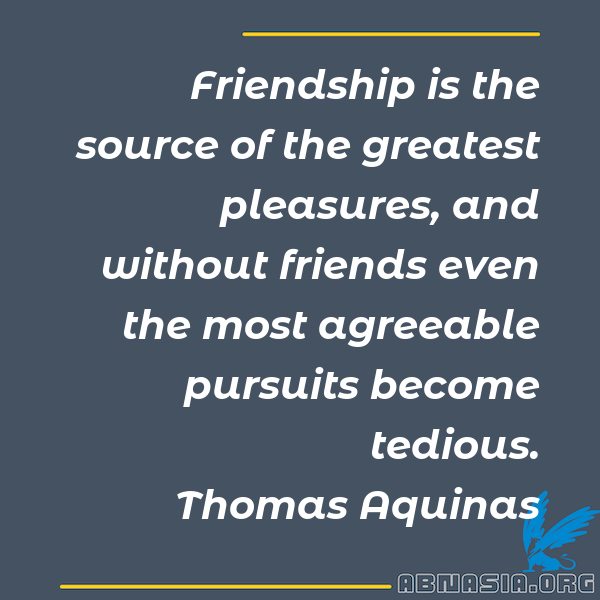 Friendship is the
source of the greatest
pleasures, and
without friends even
the most agreeable
pursuits become
tedious.
Thomas Aquinas
ABNASIA.ORG